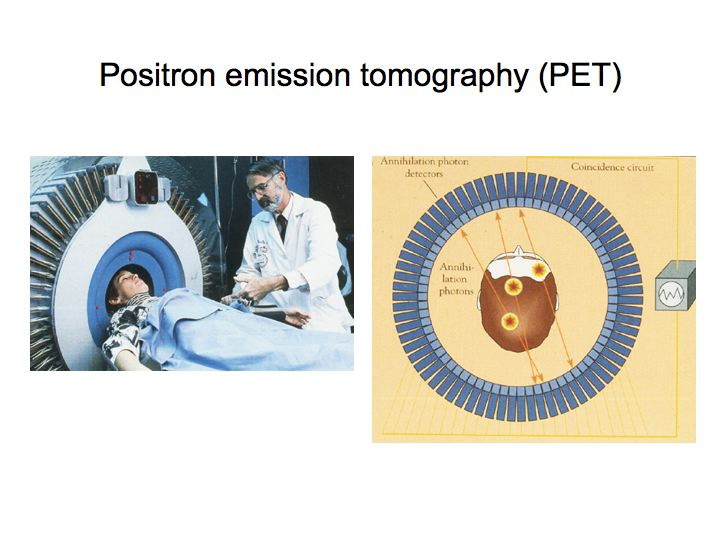 Positron emission tomography (PET)
Annihilation photon
detectors
Coincidence circuit
Annihi-
lation
photons